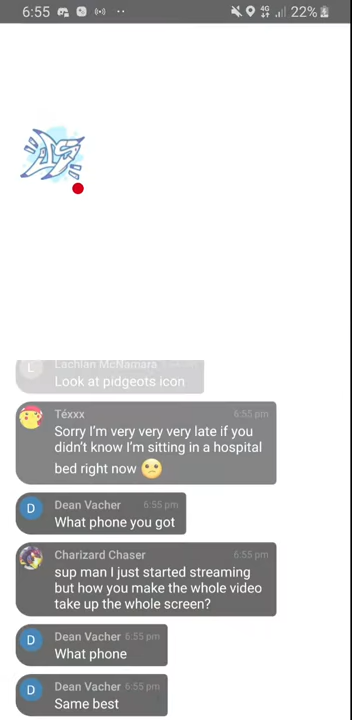 6:55
4G
22%
L
Lachlan McNamara
Look at pidgeots icon
Téxxx 6:55 pm
Sorry I'm very very very late if you
didn't know I'm sitting in a hospital
bed right now 😕
D
Dean Vacher 6:55 pm
What phone you got
Charizard Chaser 6:55 pm
sup man I just started streaming
but how you make the whole video
take up the whole screen?
D
Dean Vacher 6:55 pm
What phone
D
Dean Vacher 6:55 pm
Same best